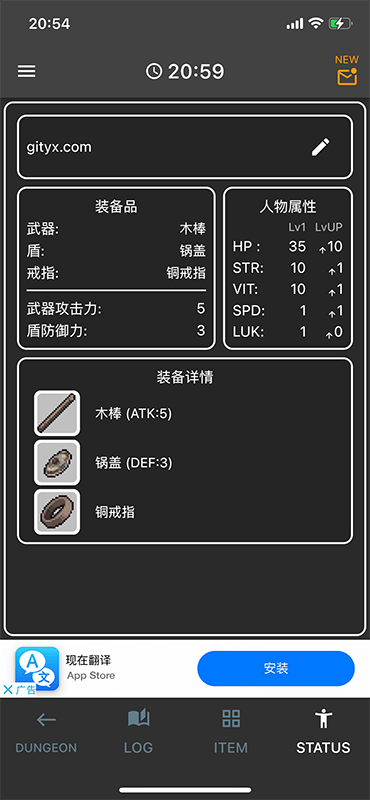 20:54
20:59
NEW
gityx.com
装备品
武器: 木棒
盾: 锅盖
戒指: 铜戒指
武器攻击力: 5
盾防御力: 3
人物属性
Lv1 LvUP
HP : 35 ↑10
STR: 10 ↑1
VIT: 10 ↑1
SPD: 1 ↑1
LUK: 1 ↑0
装备详情
木棒 (ATK:5)
锅盖 (DEF:3)
铜戒指
A 文
现在翻译
App Store
安装
广告
DUNGEON LOG ITEM STATUS